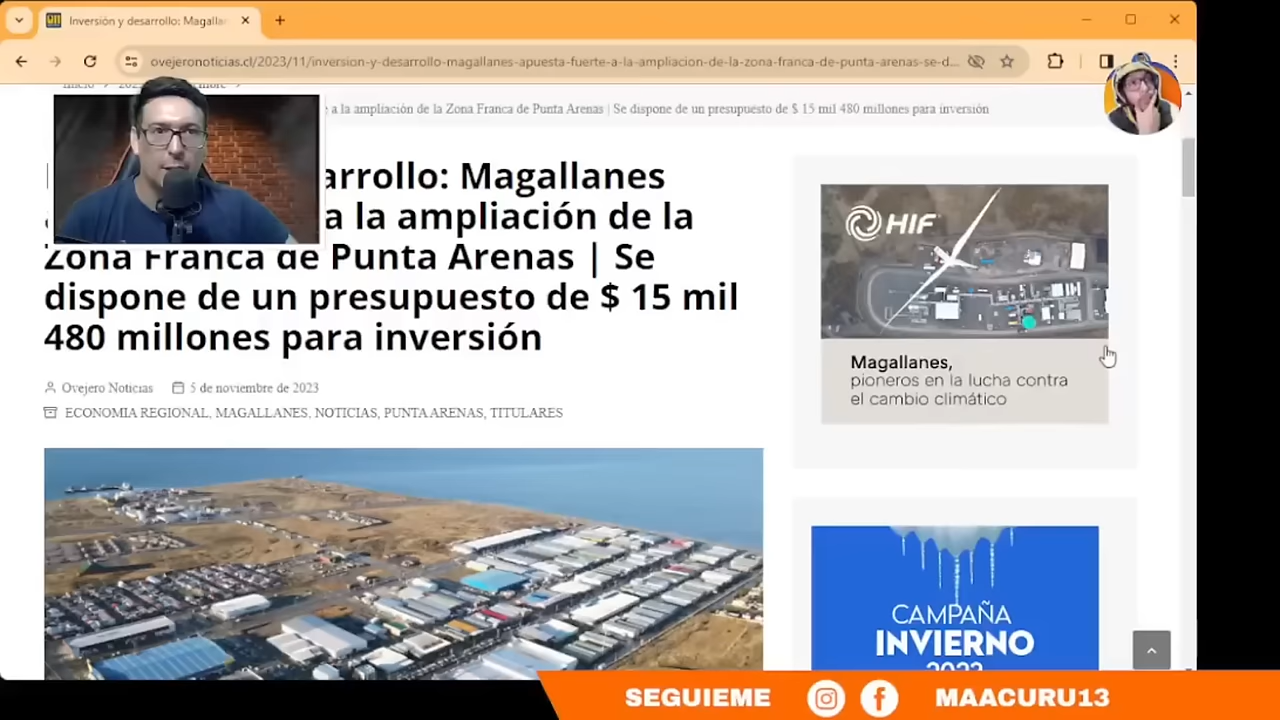 Inversión y desarrollo: Magallan
ovejeronoticias.cl/2023/11/inversion-y-desarrollo-magallanes-apuesta-fuerte-a-la-ampliacion-de-la-zona-franca-de-punta-arenas-se-d...
e a la ampliación de la Zona Franca de Punta Arenas | Se dispone de un presupuesto de $ 15 mil 480 millones para inversión
arrollo: Magallanes
a la ampliación de la
Zona Franca de Punta Arenas | Se
dispone de un presupuesto de $ 15 mil
480 millones para inversión
Ovejero Noticias 5 de noviembre de 2023
ECONOMIA REGIONAL, MAGALLANES, NOTICIAS, PUNTA ARENAS, TITULARES
HIF
Magallanes,
pioneros en la lucha contra
el cambio climático
CAMPAÑA
INVIERNO
2023
SEGUIEME MAACURU13